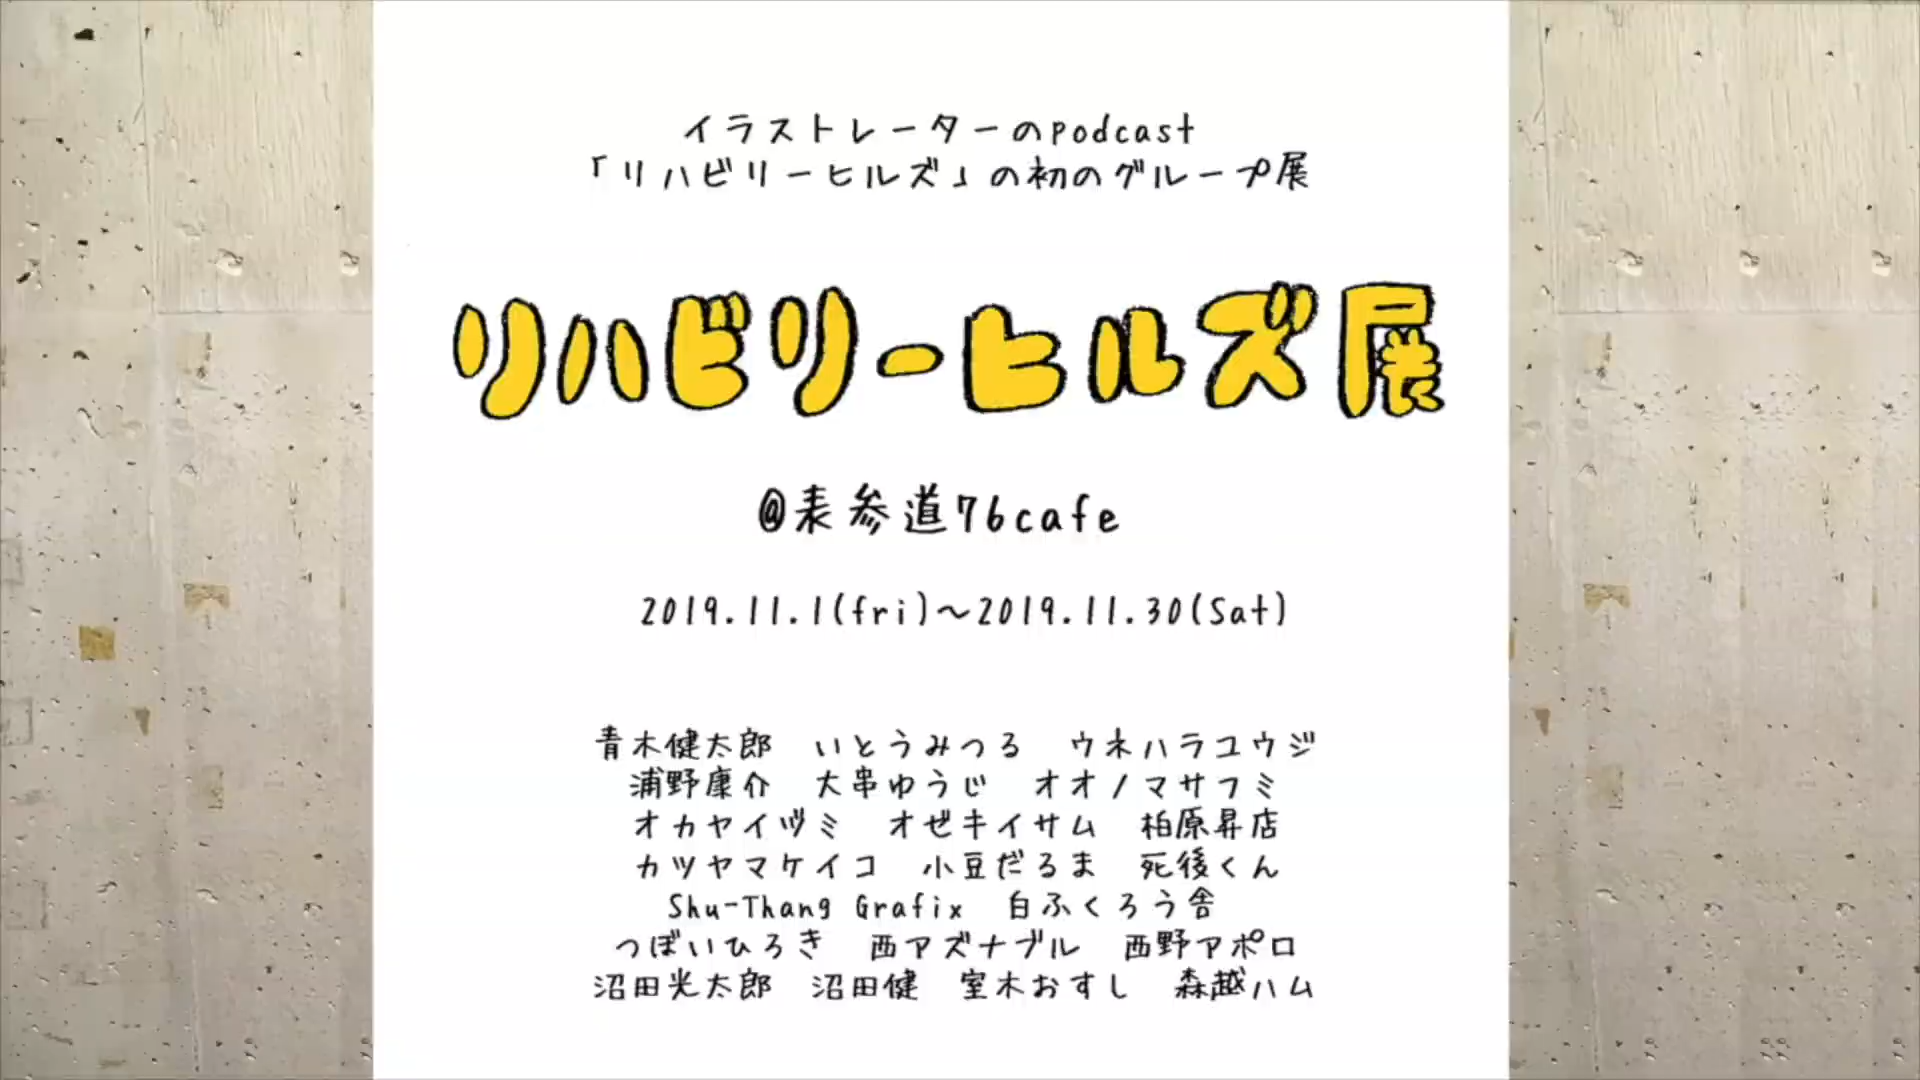 イラストレーターのpodcast
「リハビリーヒルズ」の初のグループ展
リハビリーヒルズ展
@表参道76cafe
2019.11.1(fri)〜2019.11.30(Sat)
青木健太郎　いとうみつる　ウネハラユウジ
浦野康介　大串ゆうじ　オオノマサフミ
オカヤイヅミ　オゼキイサム　柏原昇店
カツヤマケイコ　小豆だるま　死後くん
Shu-Thang Grafix　白ふくろう舎
つぼいひろき　西アズナブル　西野アポロ
沼田光太郎　沼田健　室木おすし　森越ハム